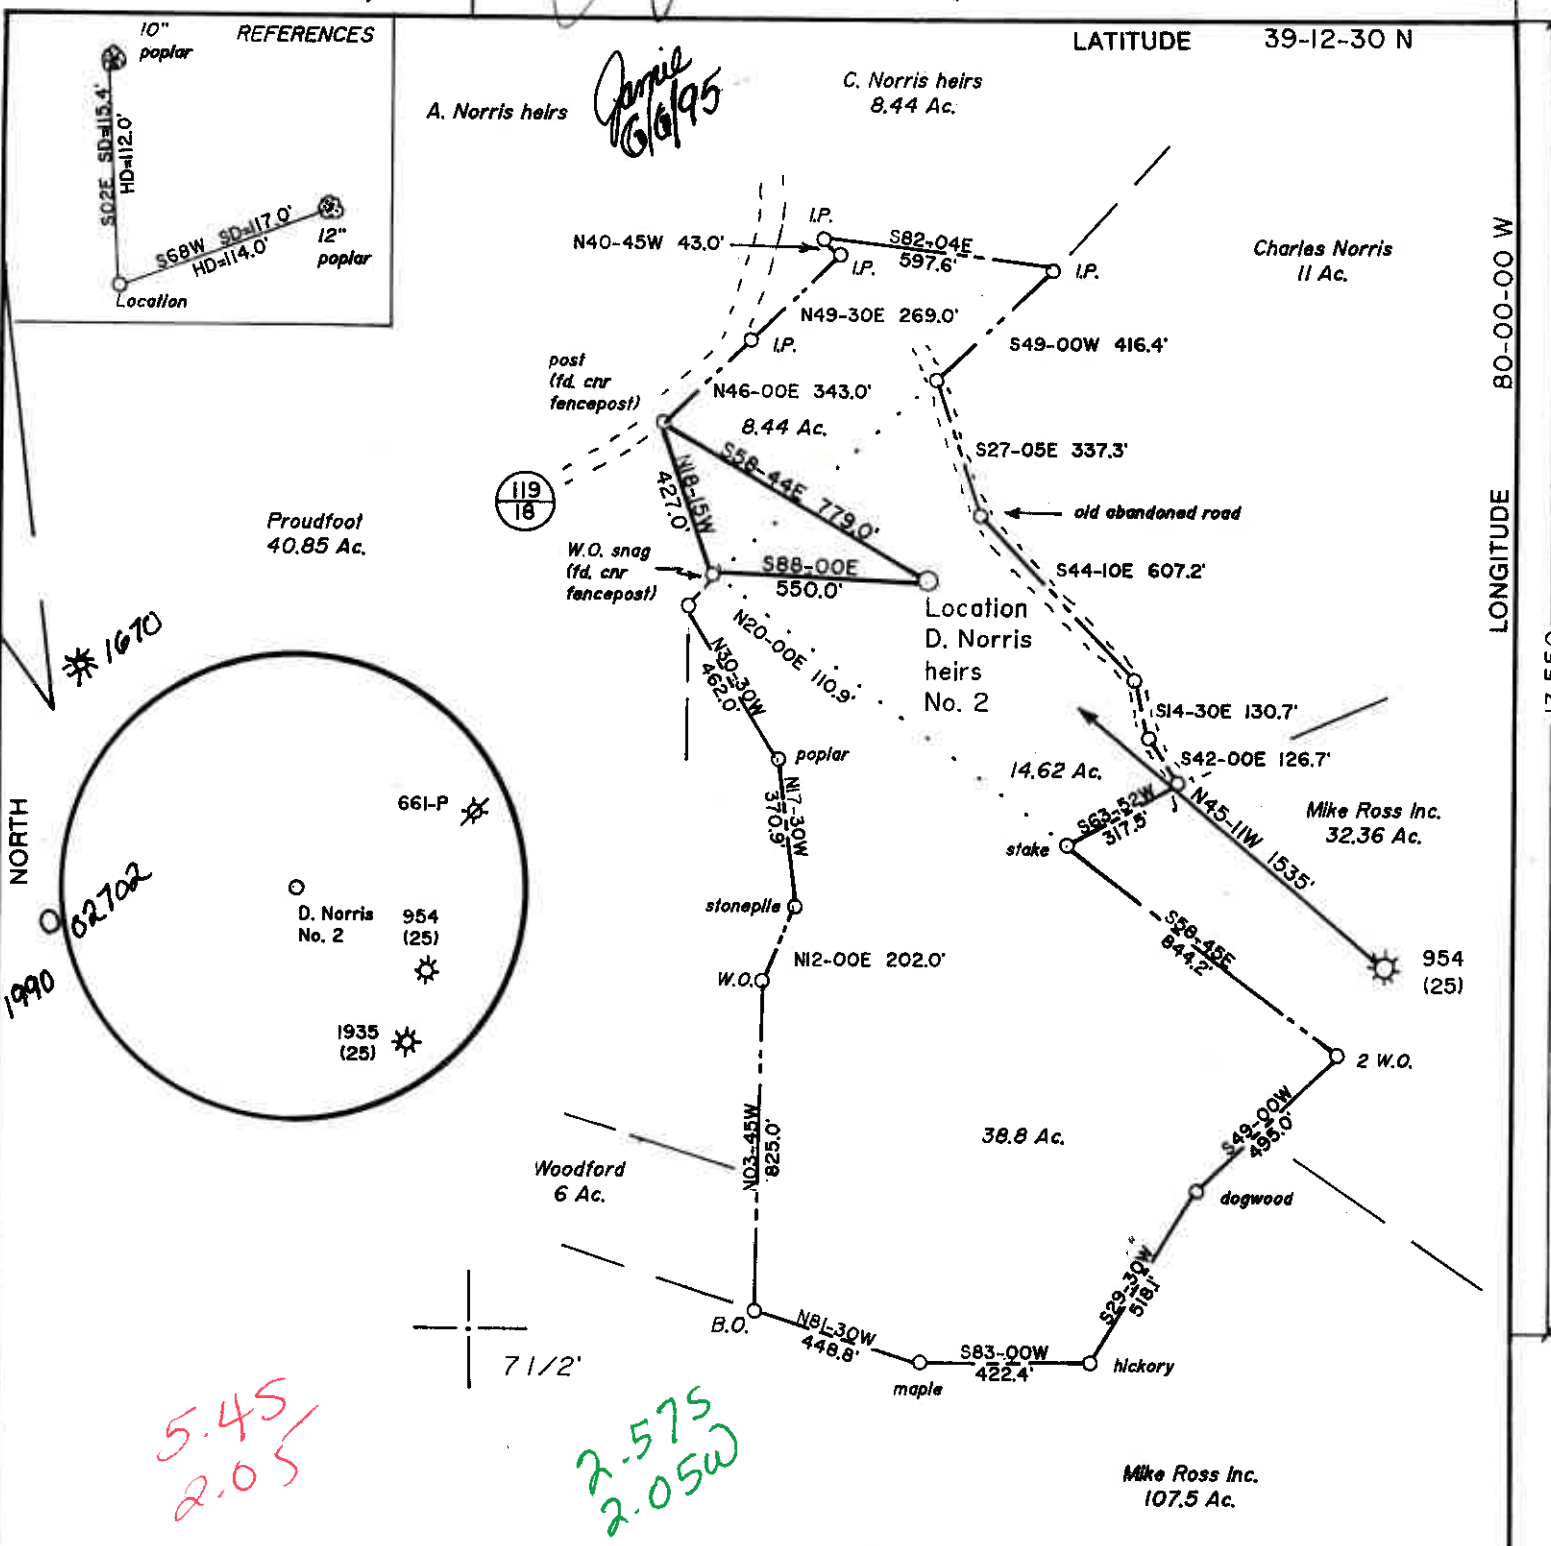 REFERENCES
10"
poplar
S02E SD=115.4'
HD=112.0'
S68W SD=117.0'
HD=114.0'
12"
poplar
Location
LATITUDE 39-12-30 N
A. Norris heirs
Jamie
6/6/95
C. Norris heirs
8.44 Ac.
Charles Norris
11 Ac.
LONGITUDE 80-00-00 W
I.P.
N40-45W 43.0'
S82-04E
597.6'
I.P.
I.P.
N49-30E 269.0'
I.P.
S49-00W 416.4'
post
(fd. cnr
fencepost)
N46-00E 343.0'
8.44 Ac.
S27-05E 337.3'
S58-44E 779.0'
N18-15W
427.0'
119
18
Proudfoot
40.85 Ac.
old abandoned road
W.O. snag
(fd. cnr
fencepost)
S88-00E
550.0'
S44-10E 607.2'
Location
D. Norris
heirs
No. 2
N20-00E 110.9'
N30-30W
462.0'
1670
S14-30E 130.7'
S42-00E 126.7'
poplar
14.62 Ac.
N17-30W
370.9'
S63-52W
317.5'
stake
N45-11W 1535'
Mike Ross Inc.
32.36 Ac.
NORTH
661-P
D. Norris
No. 2
954
(25)
1935
(25)
02702
1990
stonepile
N12-00E 202.0'
W.O.
S58-45E
844.2'
954
(25)
2 W.O.
N03-45W
825.0'
38.8 Ac.
S49-00W
495.0'
Woodford
6 Ac.
dogwood
S29-30W
518.1'
B.O.
N81-30W
448.8'
maple
S83-00W
422.4'
hickory
7 1/2'
5.45
2.05
2.57S
2.05W
Mike Ross Inc.
107.5 Ac.